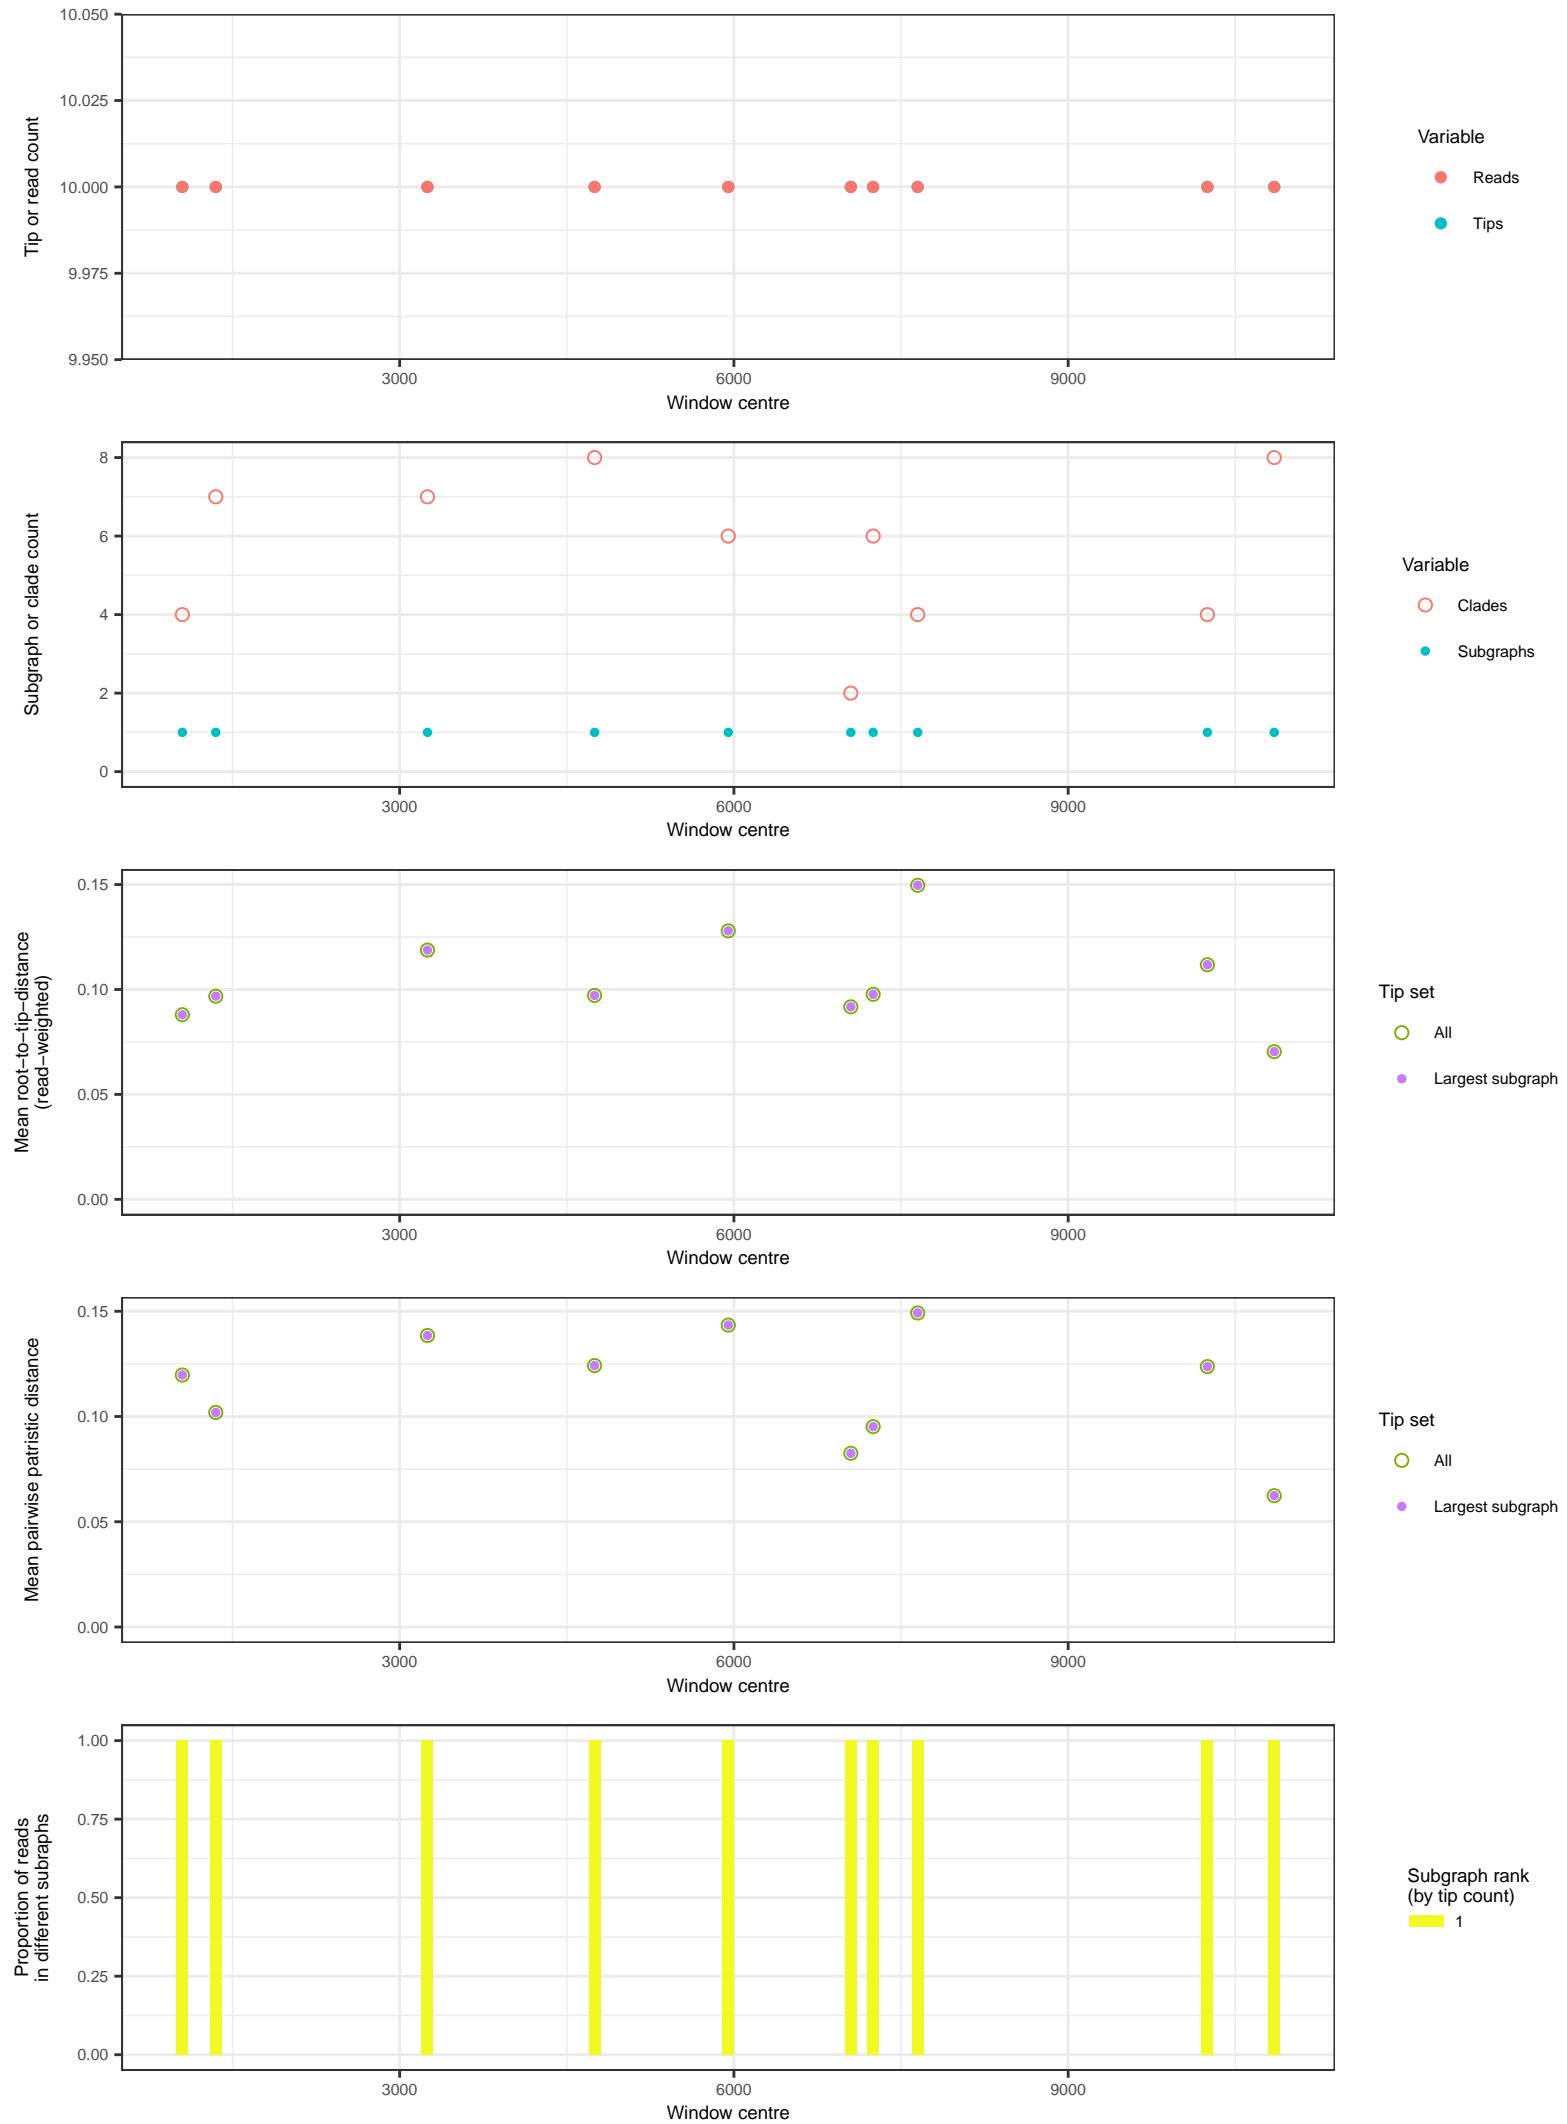 10.050
10.025
10.000
9.975
9.950
Tip or read count
3000 6000 9000
Window centre
Variable
Reads
Tips
8
6
4
2
0
Subgraph or clade count
3000 6000 9000
Window centre
Variable
Clades
Subgraphs
0.15
0.10
0.05
0.00
Mean root−to−tip−distance
(read−weighted)
3000 6000 9000
Window centre
Tip set
All
Largest subgraph
0.15
0.10
0.05
0.00
Mean pairwise patristic distance
3000 6000 9000
Window centre
Tip set
All
Largest subgraph
1.00
0.75
0.50
0.25
0.00
Proportion of reads
in different subraphs
3000 6000 9000
Window centre
Subgraph rank
(by tip count)
1